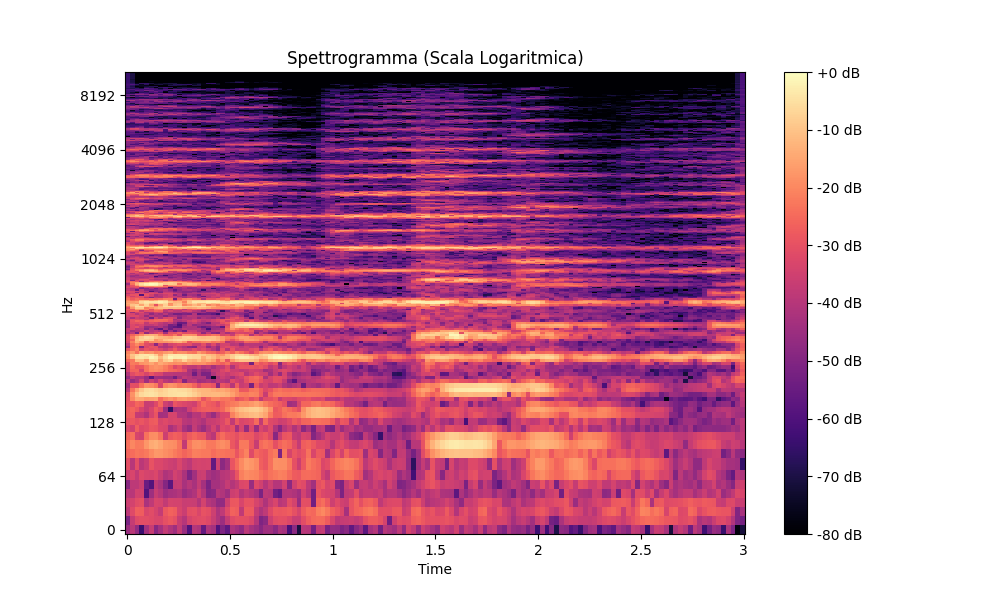 Spettrogramma (Scala Logaritmica)
Hz
8192
4096
2048
1024
512
256
128
64
0
0
0.5
1
1.5
2
2.5
3
Time
+0 dB
-10 dB
-20 dB
-30 dB
-40 dB
-50 dB
-60 dB
-70 dB
-80 dB